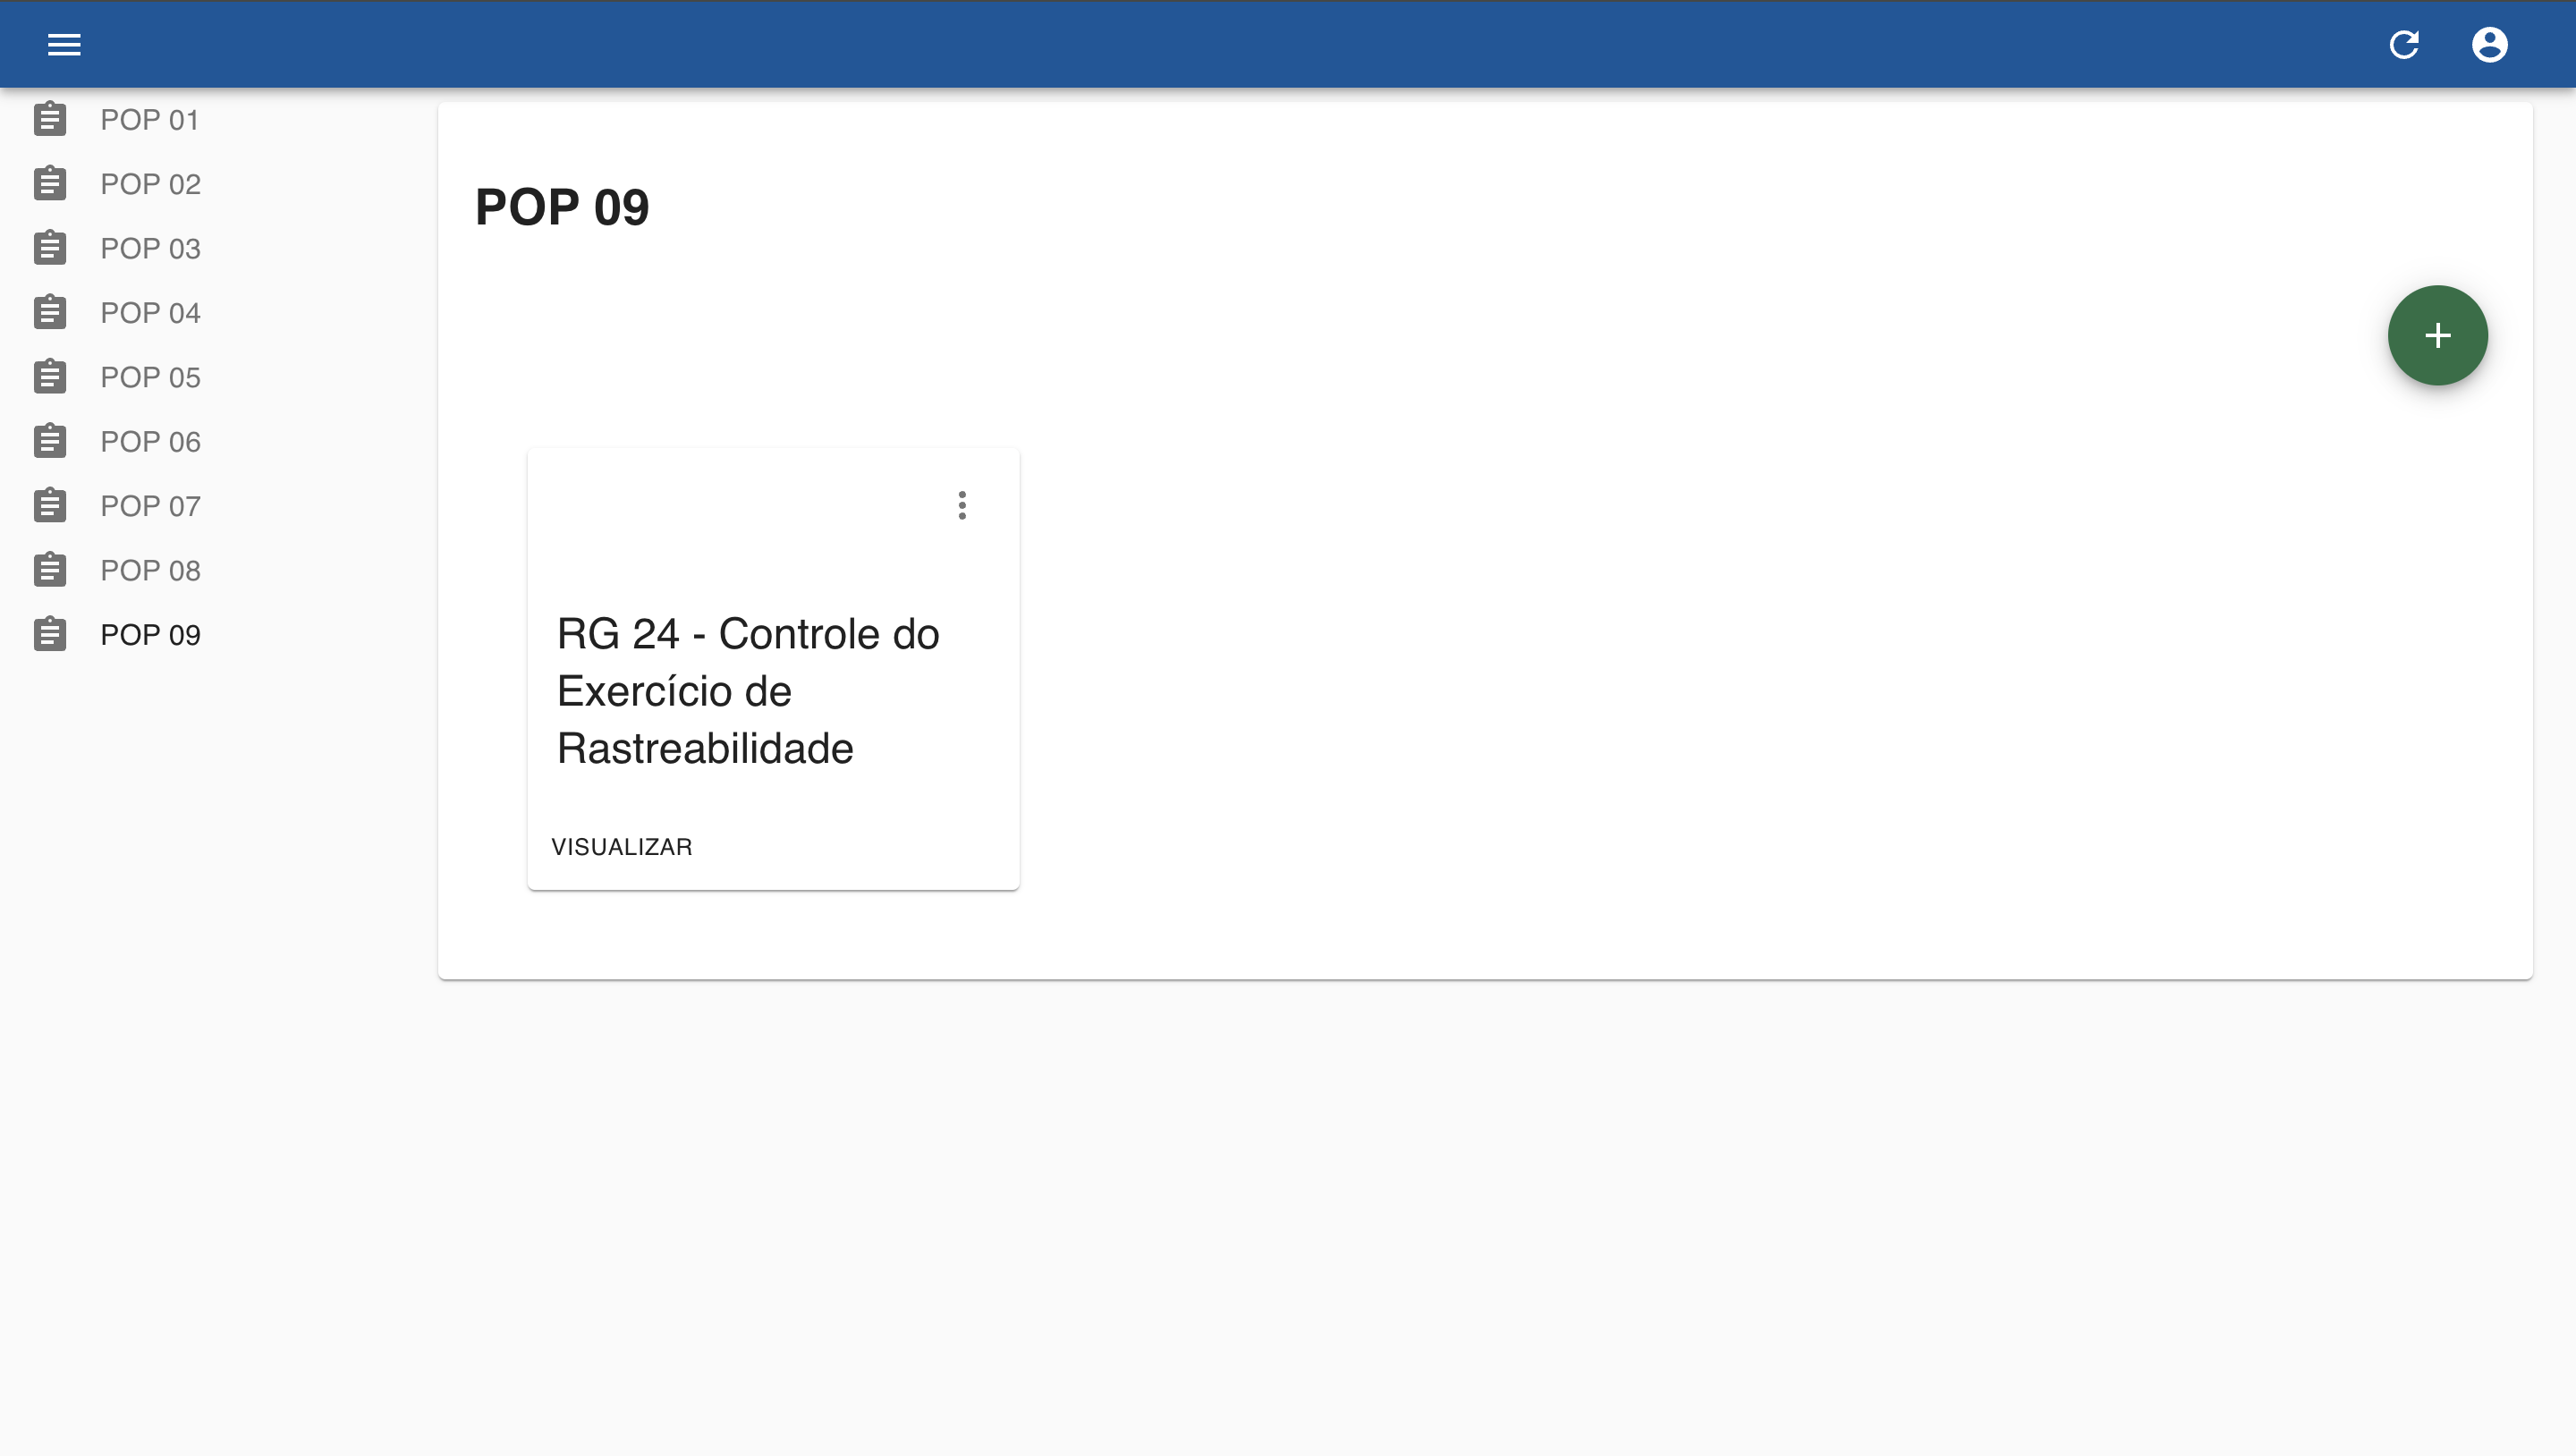 POP 01
POP 02
POP 03
POP 04
POP 05
POP 06
POP 07
POP 08
POP 09
POP 09
RG 24 - Controle do
Exercício de
Rastreabilidade
VISUALIZAR